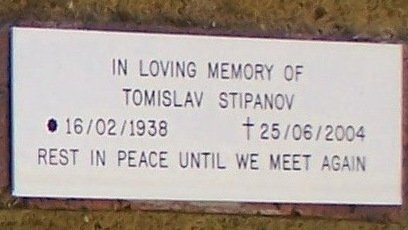 IN LOVING MEMORY OF
TOMISLAV STIPANOV
● 16/02/1938 † 25/06/2004
REST IN PEACE UNTIL WE MEET AGAIN